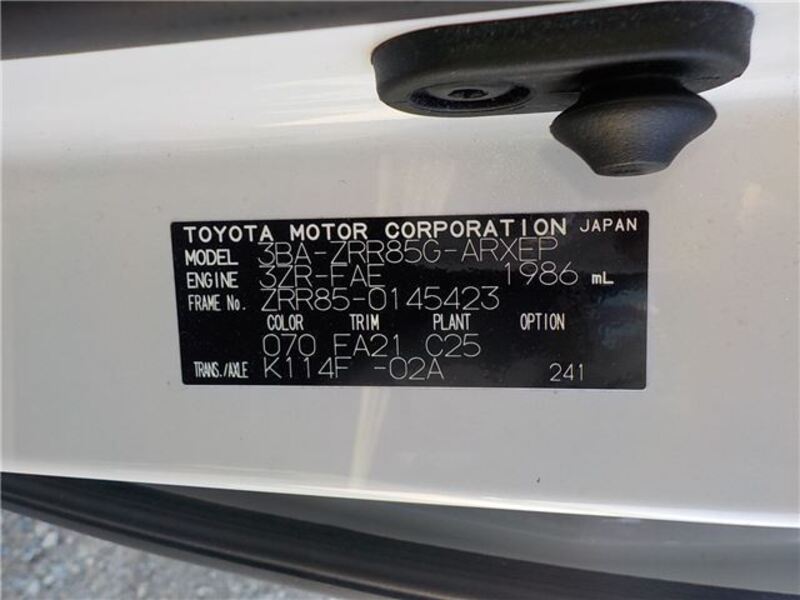 TOYOTA MOTOR CORPORATION JAPAN
MODEL 3BA-ZRR85G-ARXEP
ENGINE 3ZR-FAE 1986 mL
FRAME No. ZRR85-0145423
COLOR TRIM PLANT OPTION
070 EA21 C25
TRANS./AXLE K114F -02A 241